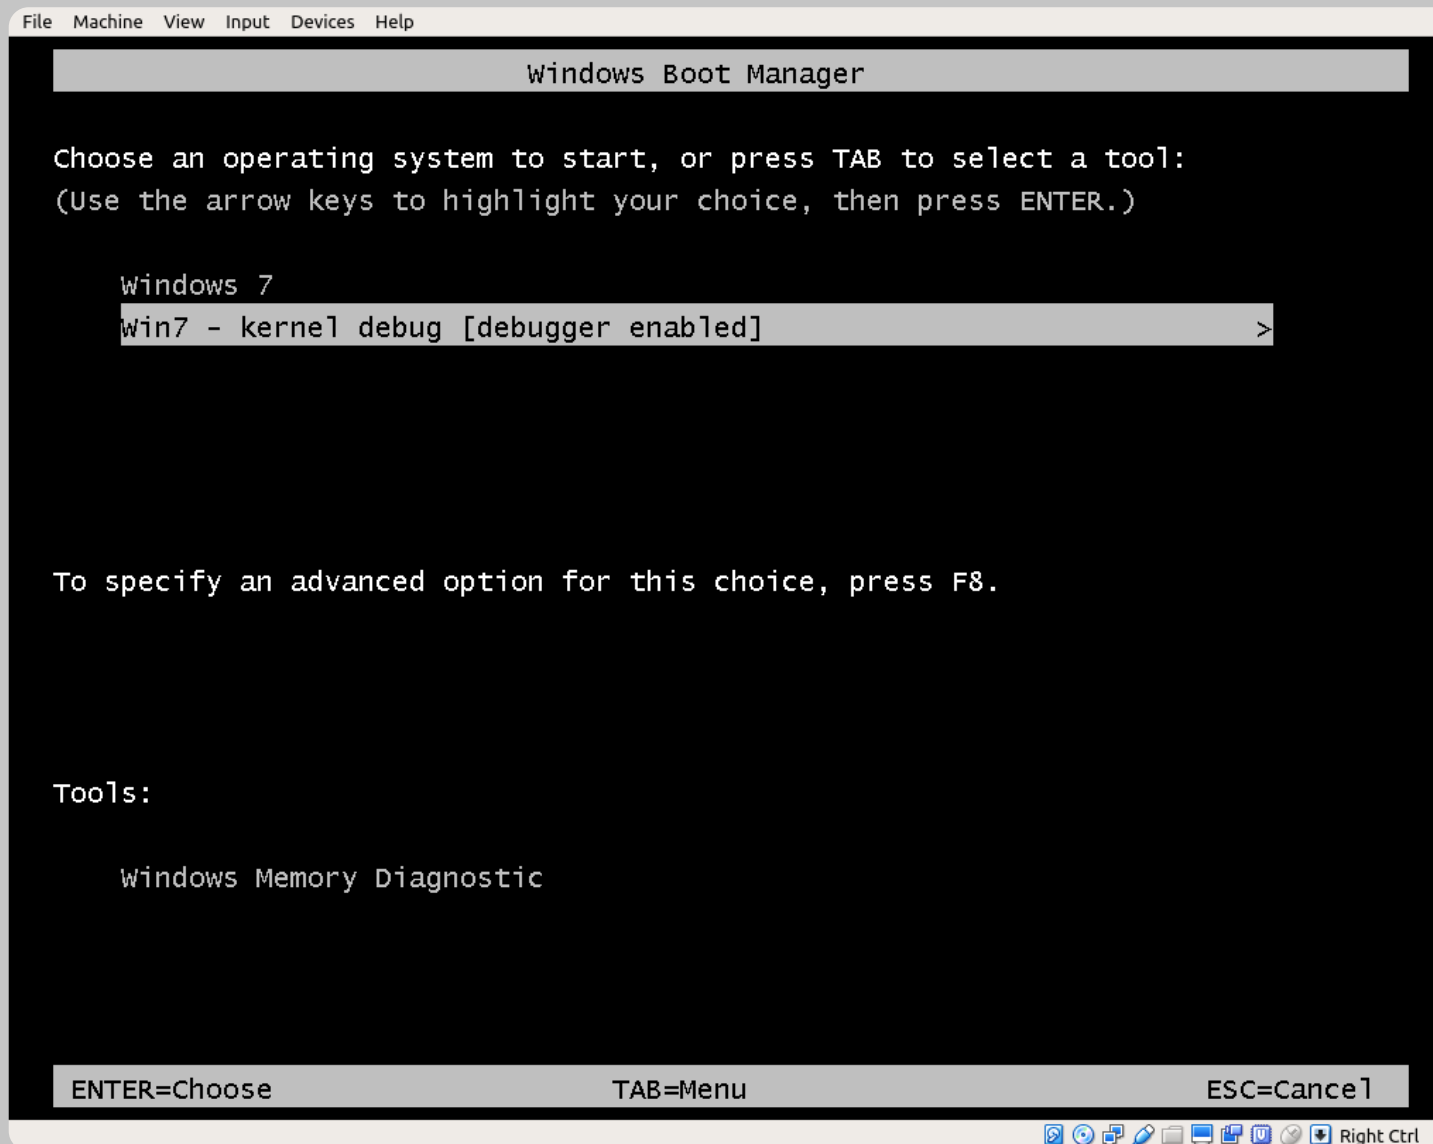 File Machine View Input Devices Help
Windows Boot Manager
Choose an operating system to start, or press TAB to select a tool:
(Use the arrow keys to highlight your choice, then press ENTER.)
Windows 7
Win7 - kernel debug [debugger enabled] >
To specify an advanced option for this choice, press F8.
Tools:
Windows Memory Diagnostic
ENTER=Choose TAB=Menu ESC=Cancel
Right Ctrl